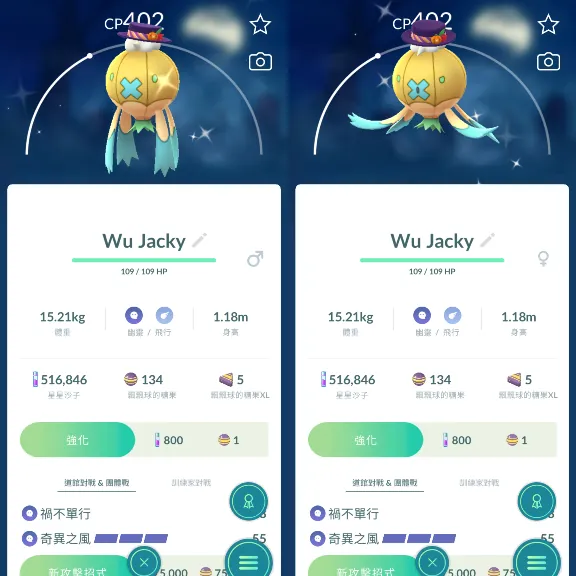 CP402
Wu Jacky
109 / 109 HP
15.21kg
體重
幽靈 / 飛行
1.18m
身高
516,846
星星沙子
134
飄飄球的糖果
5
飄飄球的糖果XL
強化
800
1
道館對戰 & 團體戰
訓練家對戰
禍不單行
奇異之風
55
新攻擊招式
CP402
Wu Jacky
109 / 109 HP
15.21kg
體重
幽靈 / 飛行
1.18m
身高
516,846
星星沙子
134
飄飄球的糖果
5
飄飄球的糖果XL
強化
800
1
道館對戰 & 團體戰
訓練家對戰
禍不單行
奇異之風
55
新攻擊招式